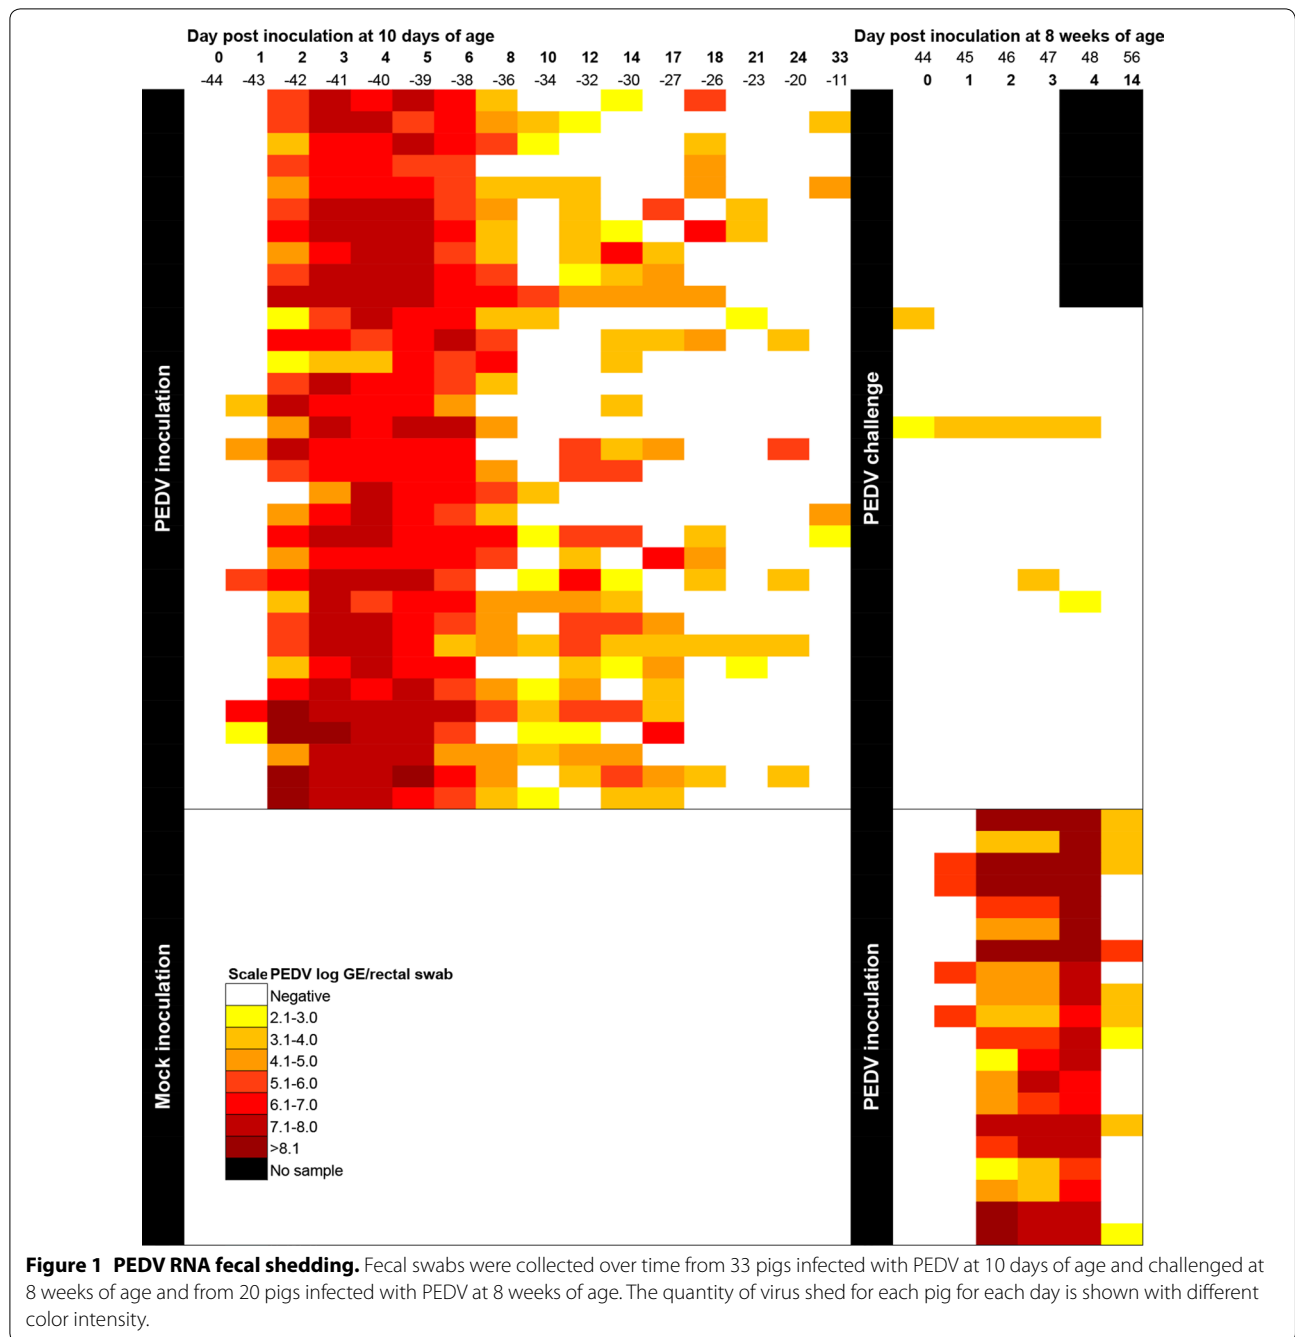 Day post inoculation at 10 days of age
0 1 2 3 4 5 6 8 10 12 14 17 18 21 24 33
-44 -43 -42 -41 -40 -39 -38 -36 -34 -32 -30 -27 -26 -23 -20 -11
Day post inoculation at 8 weeks of age
44 45 46 47 48 56
0 1 2 3 4 14
PEDV inoculation
PEDV challenge
Mock inoculation
PEDV inoculation
Scale PEDV log GE/rectal swab
Negative
2.1-3.0
3.1-4.0
4.1-5.0
5.1-6.0
6.1-7.0
7.1-8.0
>8.1
No sample
Figure 1 PEDV RNA fecal shedding. Fecal swabs were collected over time from 33 pigs infected with PEDV at 10 days of age and challenged at
8 weeks of age and from 20 pigs infected with PEDV at 8 weeks of age. The quantity of virus shed for each pig for each day is shown with different
color intensity.